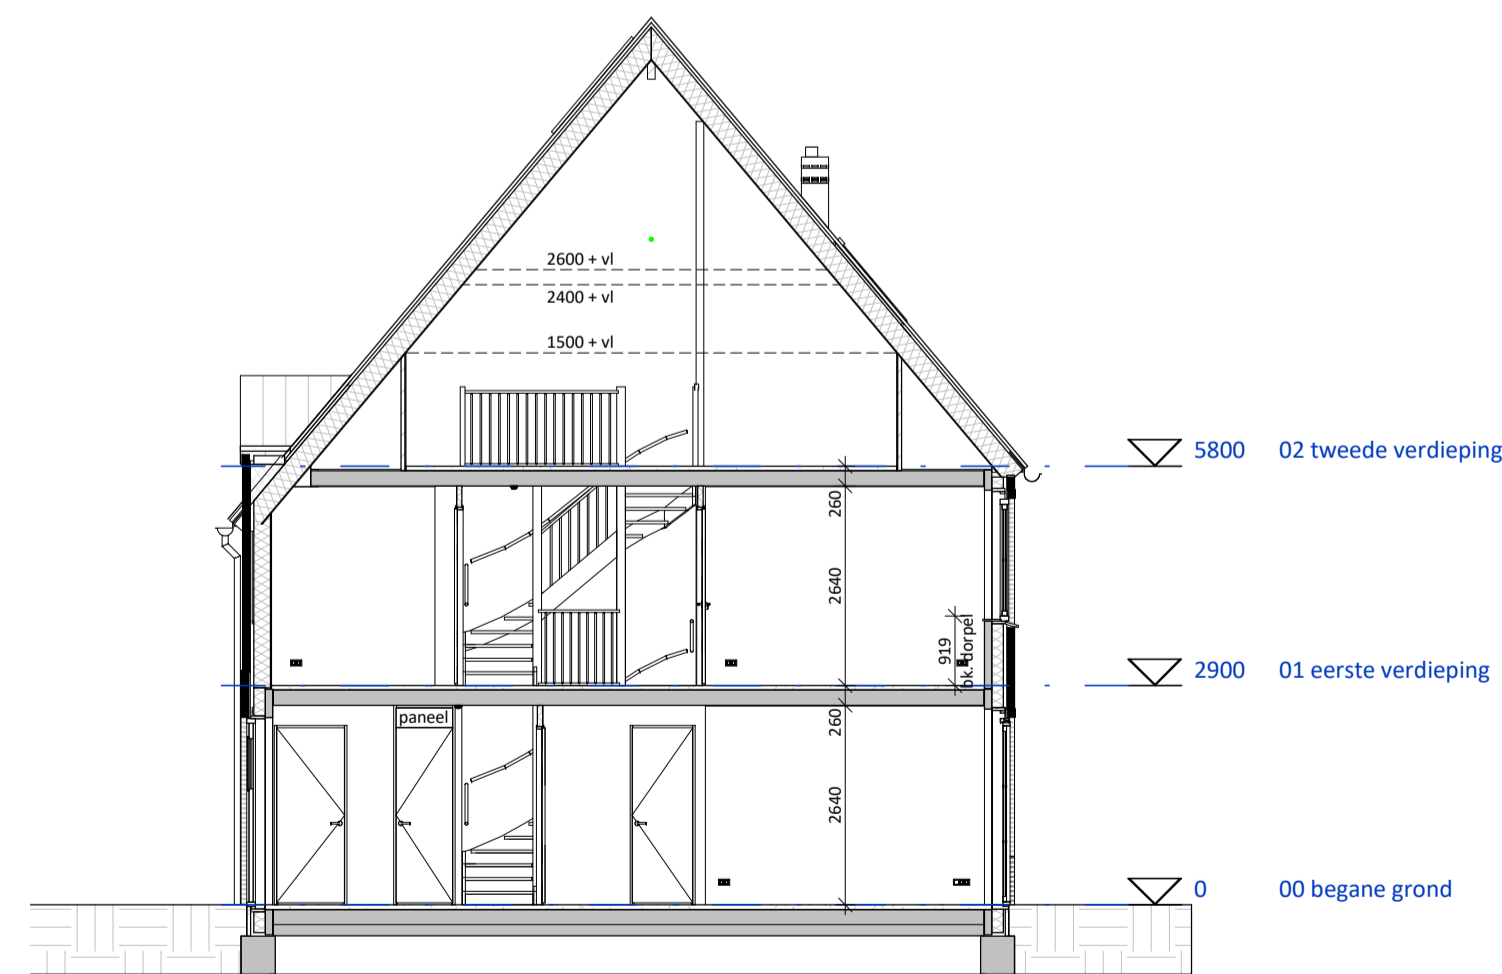 2600 + vl
2400 + vl
1500 + vl
5800 02 tweede verdieping
260
2640
919
bk. dorpel
2900 01 eerste verdieping
paneel
260
2640
0 00 begane grond